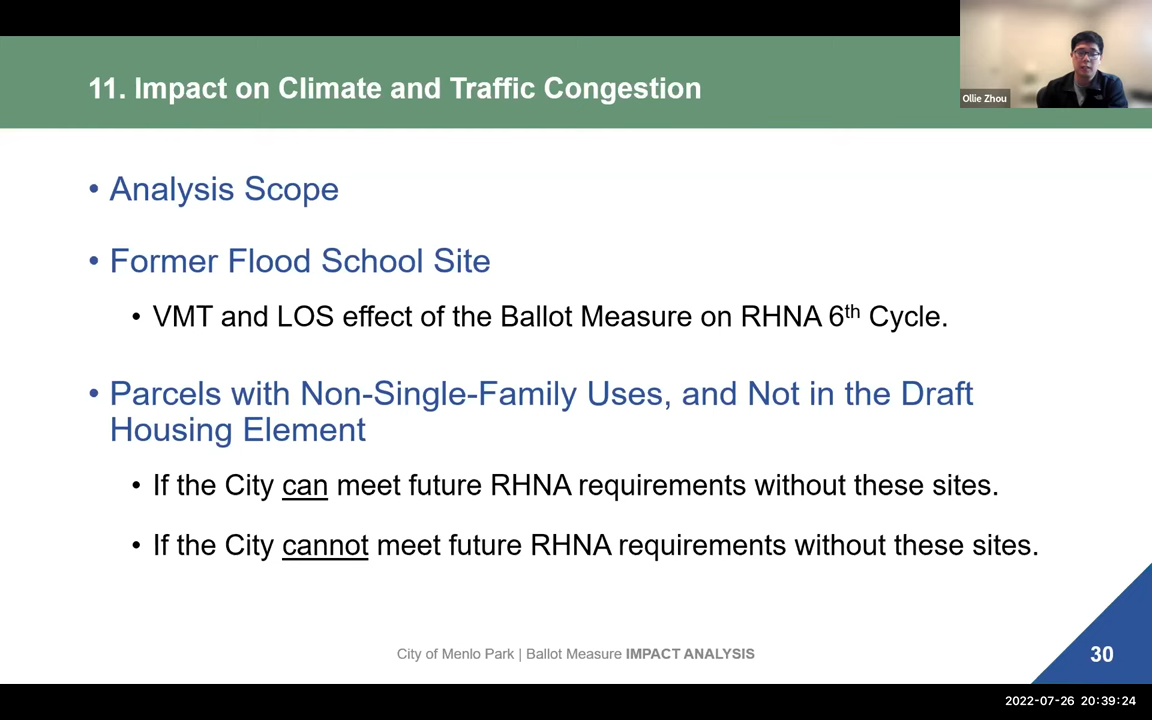 11. Impact on Climate and Traffic Congestion
Ollie Zhou
• Analysis Scope
• Former Flood School Site
• VMT and LOS effect of the Ballot Measure on RHNA 6th Cycle.
• Parcels with Non-Single-Family Uses, and Not in the Draft
Housing Element
• If the City can meet future RHNA requirements without these sites.
• If the City cannot meet future RHNA requirements without these sites.
City of Menlo Park | Ballot Measure IMPACT ANALYSIS
30
2022-07-26 20:39:24